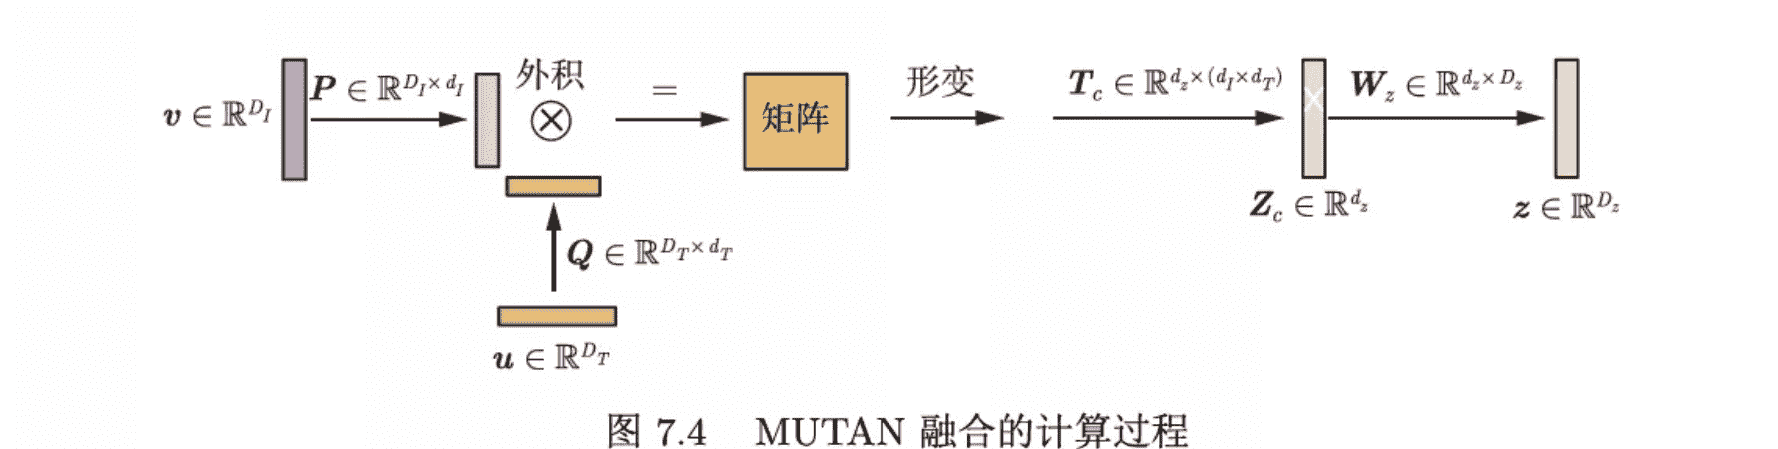 v ∈ ℝ^{D_I}
P ∈ ℝ^{D_I × d_I}
外积
⊗
=
矩阵
形变
T_c ∈ ℝ^{d_z × (d_I × d_T)}
W_z ∈ ℝ^{d_z × D_z}
Z_c ∈ ℝ^{d_z}
z ∈ ℝ^{D_z}
Q ∈ ℝ^{D_T × d_T}
u ∈ ℝ^{D_T}
图 7.4 MUTAN 融合的计算过程